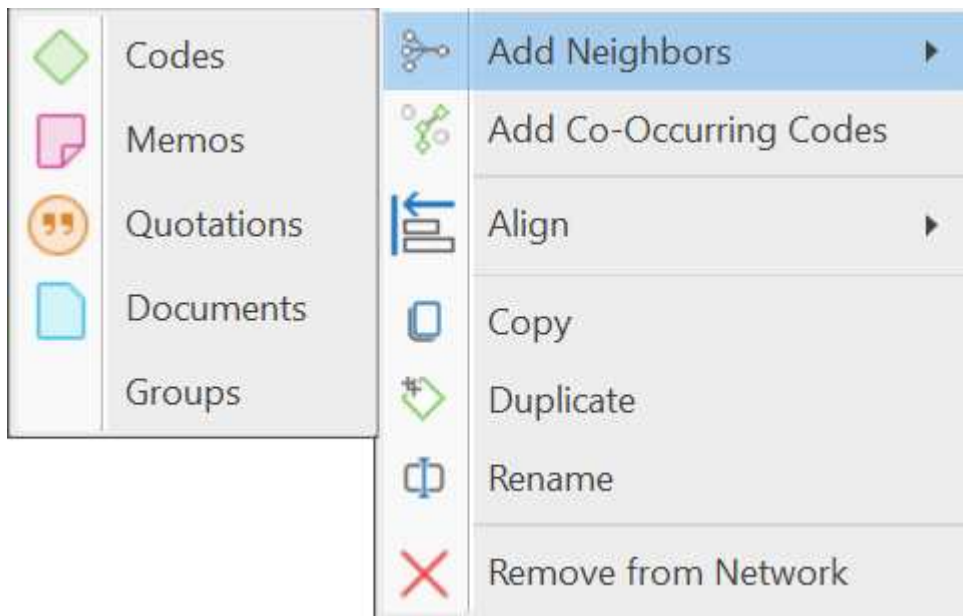 Codes
Memos
Quotations
Documents
Groups
Add Neighbors
Add Co-Occurring Codes
Align
Copy
Duplicate
Rename
Remove from Network